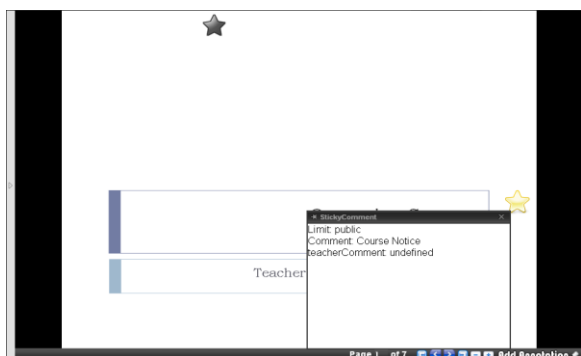 StickyComment
Limit: public
Comment: Course Notice
teacherComment: undefined
Teacher
Page 1 of 7 Add Annotation